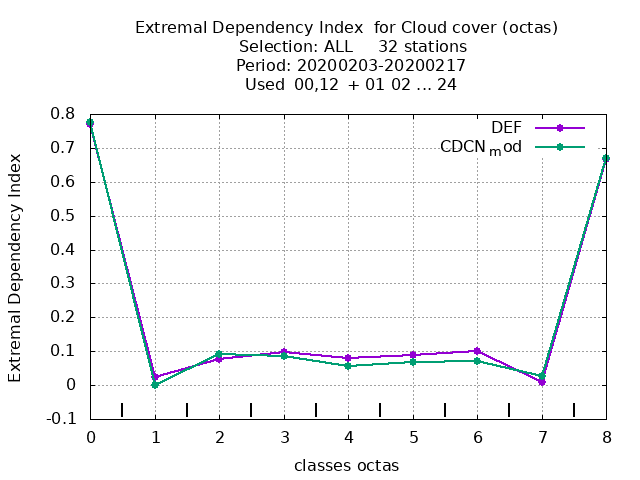 Extremal Dependency Index  for Cloud cover (octas)
Selection: ALL     32 stations
Period: 20200203-20200217
Used  00,12  + 01 02 ... 24
DEF
CDCN_mod
Extremal Dependency Index
0.8
0.7
0.6
0.5
0.4
0.3
0.2
0.1
0
-0.1
0 1 2 3 4 5 6 7 8
classes octas